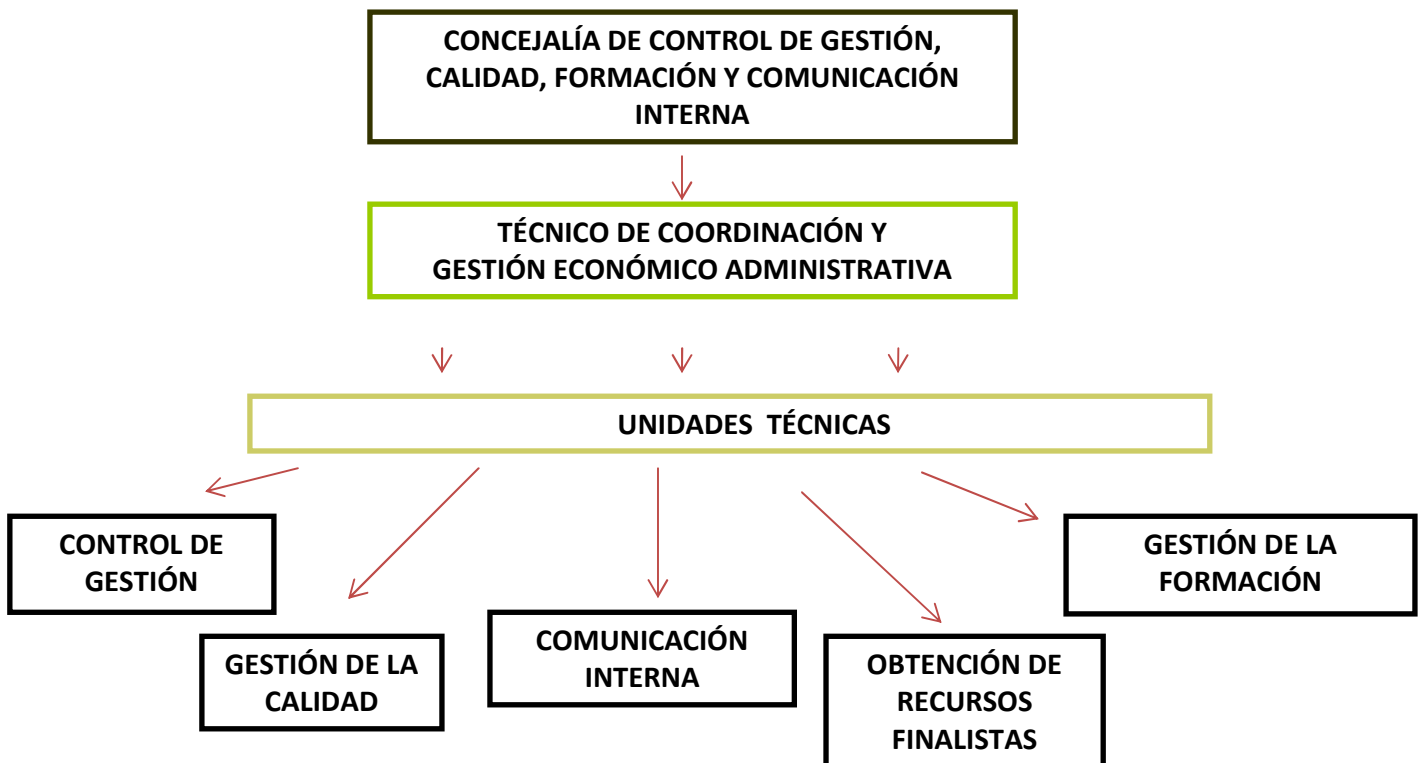 CONCEJALÍA DE CONTROL DE GESTIÓN,
CALIDAD, FORMACIÓN Y COMUNICACIÓN
INTERNA
TÉCNICO DE COORDINACIÓN Y
GESTIÓN ECONÓMICO ADMINISTRATIVA
UNIDADES TÉCNICAS
CONTROL DE
GESTIÓN
GESTIÓN DE LA
CALIDAD
COMUNICACIÓN
INTERNA
OBTENCIÓN DE
RECURSOS
FINALISTAS
GESTIÓN DE LA
FORMACIÓN